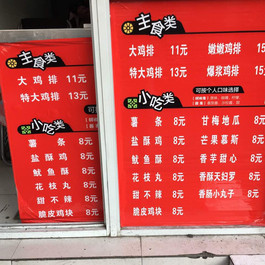 主食类
大鸡排 11元
特大鸡排 13元
小吃类
薯条 8元
盐酥鸡 8元
鱿鱼酥 8元
花枝丸 8元
甜不辣 8元
脆皮鸡块 8元
主食类
大鸡排 11元 嫩嫩鸡排 15
特大鸡排 13元 爆浆鸡排 15
可按个人口味选择
小吃类
薯条 8元 甘梅地瓜 8元
盐酥鸡 8元 芒果慕斯 8元
鱿鱼酥 8元 香芋甜心 8元
花枝丸 8元 香酥天妇罗 8元
甜不辣 8元 香肠小丸子 8元
脆皮鸡块 8元